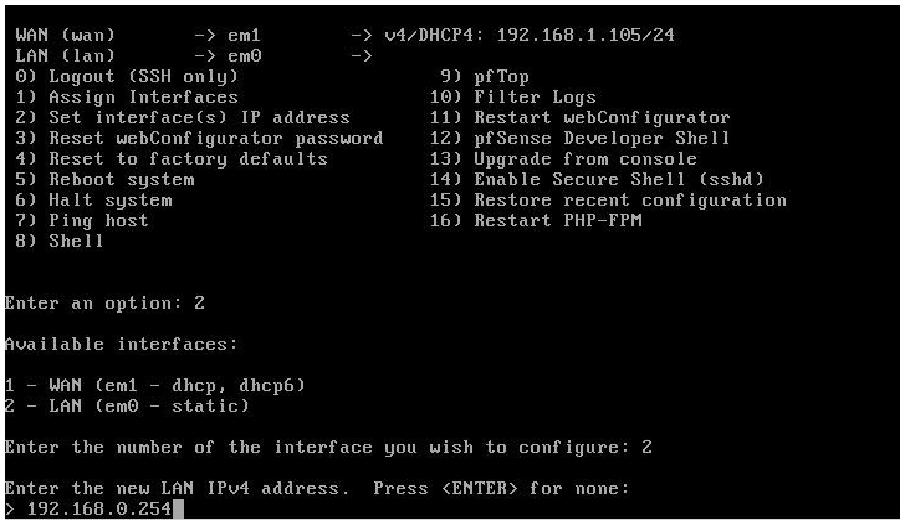 WAN (wan) -> em1 -> v4/DHCP4: 192.168.1.105/24
LAN (lan) -> em0 ->
0) Logout (SSH only) 9) pfTop
1) Assign Interfaces 10) Filter Logs
2) Set interface(s) IP address 11) Restart webConfigurator
3) Reset webConfigurator password 12) pfSense Developer Shell
4) Reset to factory defaults 13) Upgrade from console
5) Reboot system 14) Enable Secure Shell (sshd)
6) Halt system 15) Restore recent configuration
7) Ping host 16) Restart PHP-FPM
8) Shell
Enter an option: 2
Available interfaces:
1 - WAN (em1 - dhcp, dhcp6)
2 - LAN (em0 - static)
Enter the number of the interface you wish to configure: 2
Enter the new LAN IPv4 address. Press <ENTER> for none:
> 192.168.0.254